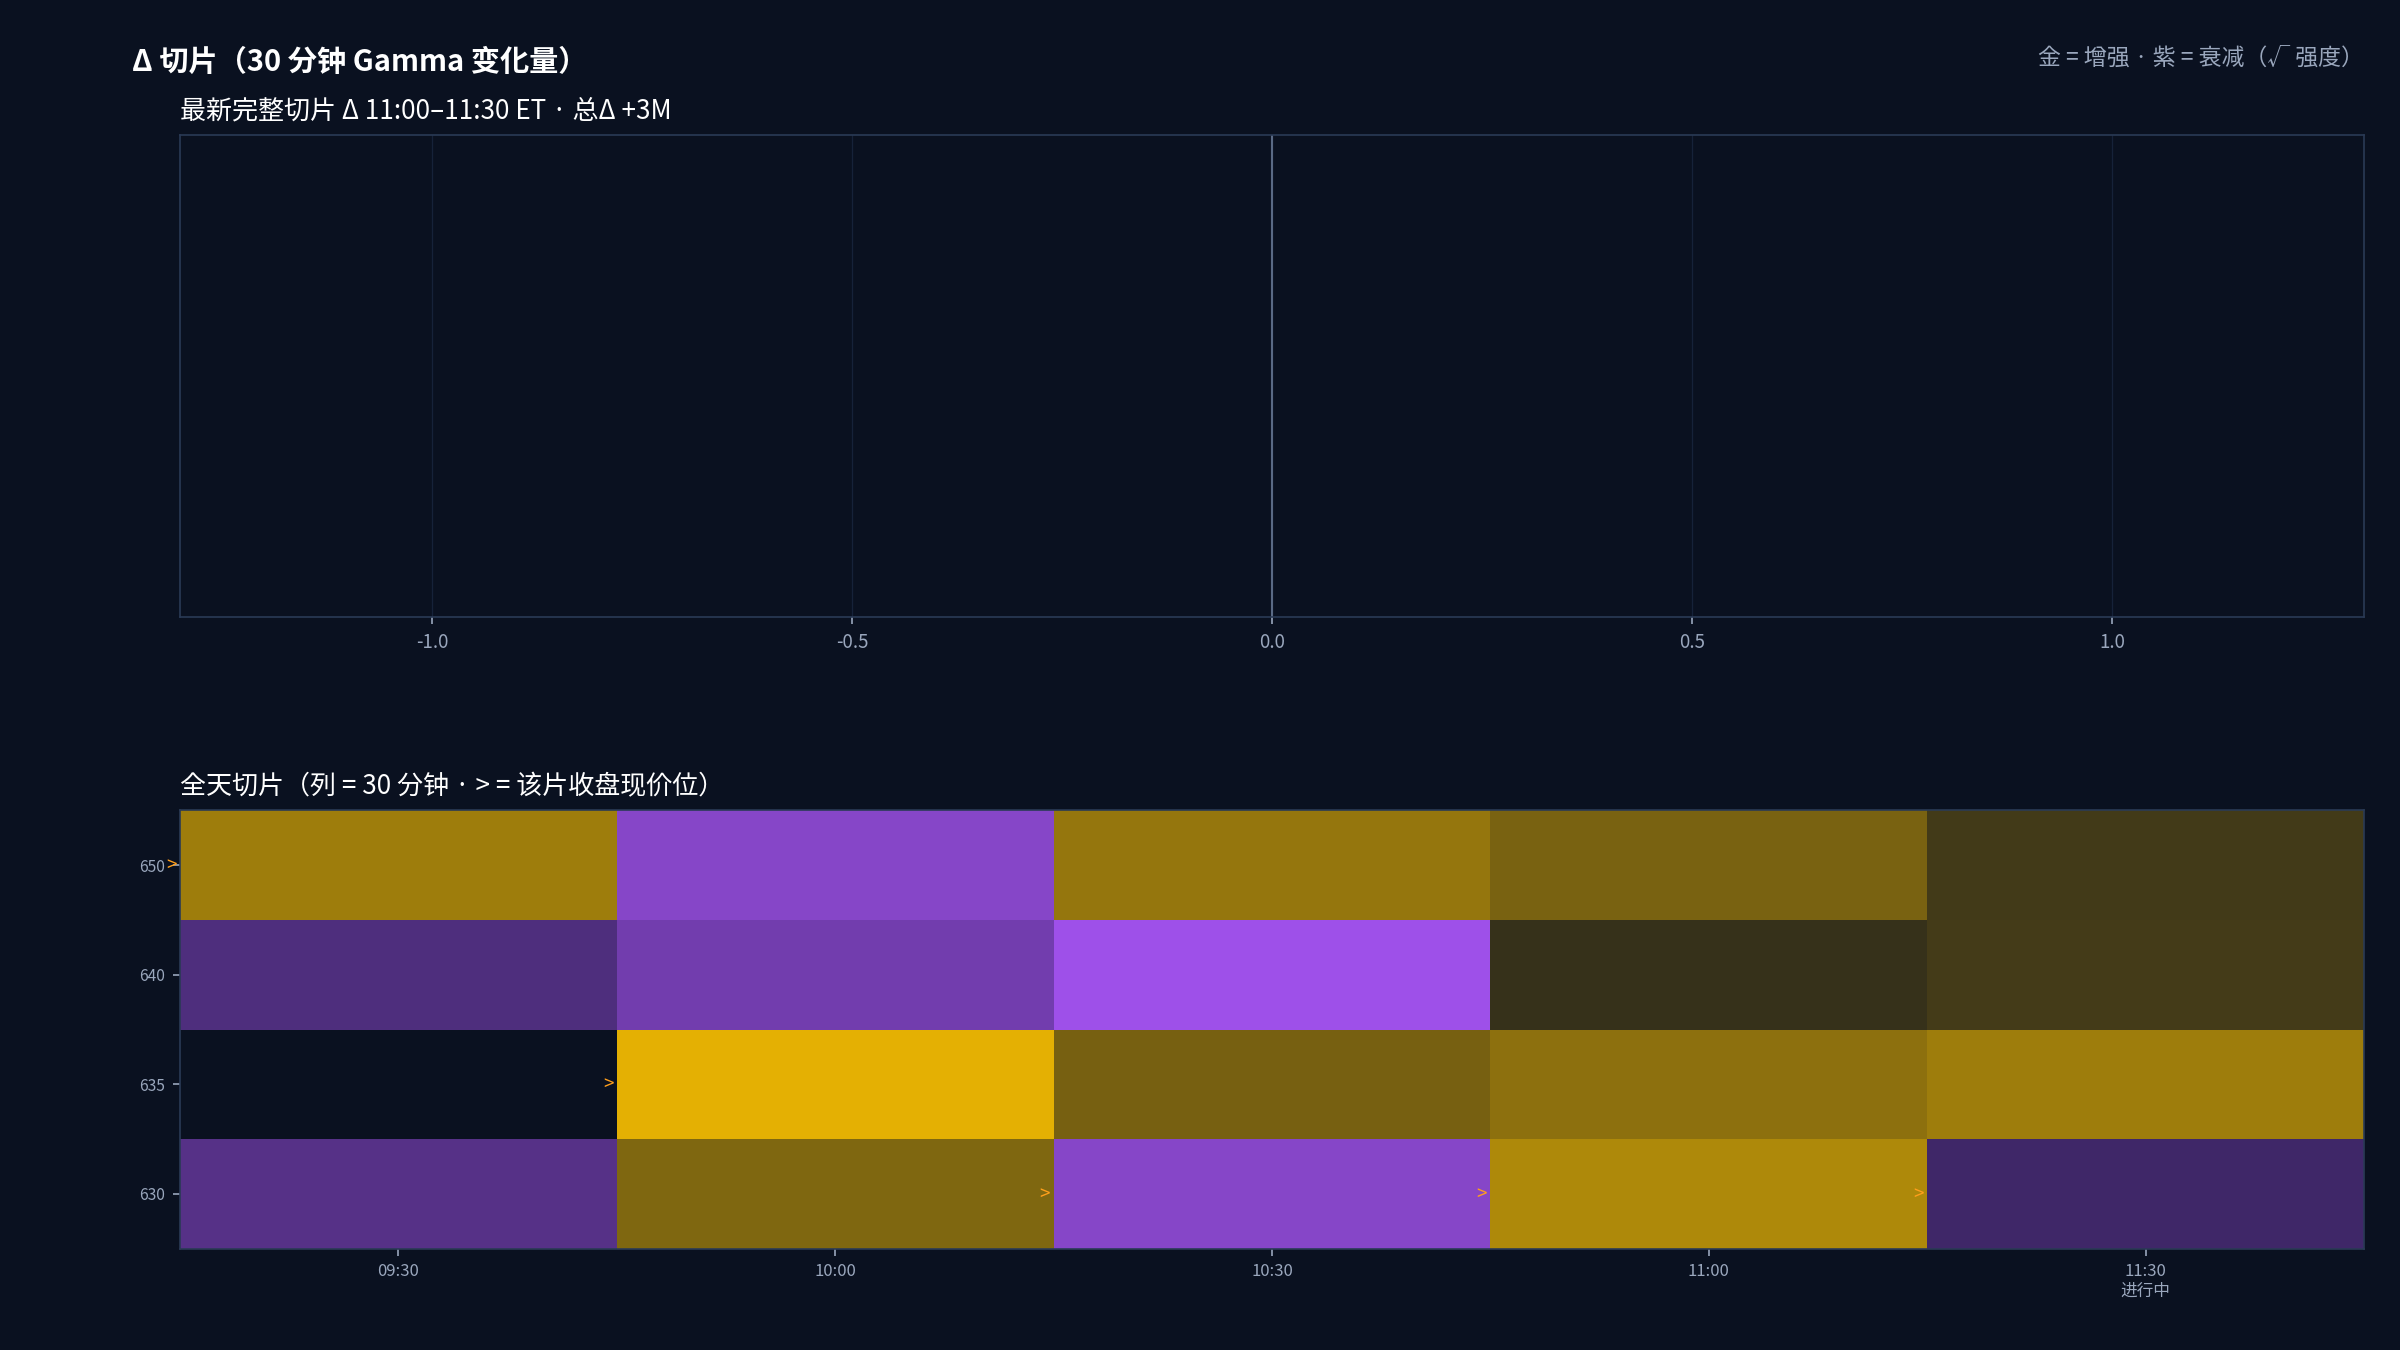 Δ 切片（30 分钟 Gamma 变化量）
金 = 增强 · 紫 = 衰减（√ 强度）
最新完整切片 Δ 11:00–11:30 ET · 总Δ +3M
-1.0 -0.5 0.0 0.5 1.0
全天切片（列 = 30 分钟 · > = 该片收盘现价位）
650 >
640
635 >
630 > > >
09:30 10:00 10:30 11:00 11:30
进行中